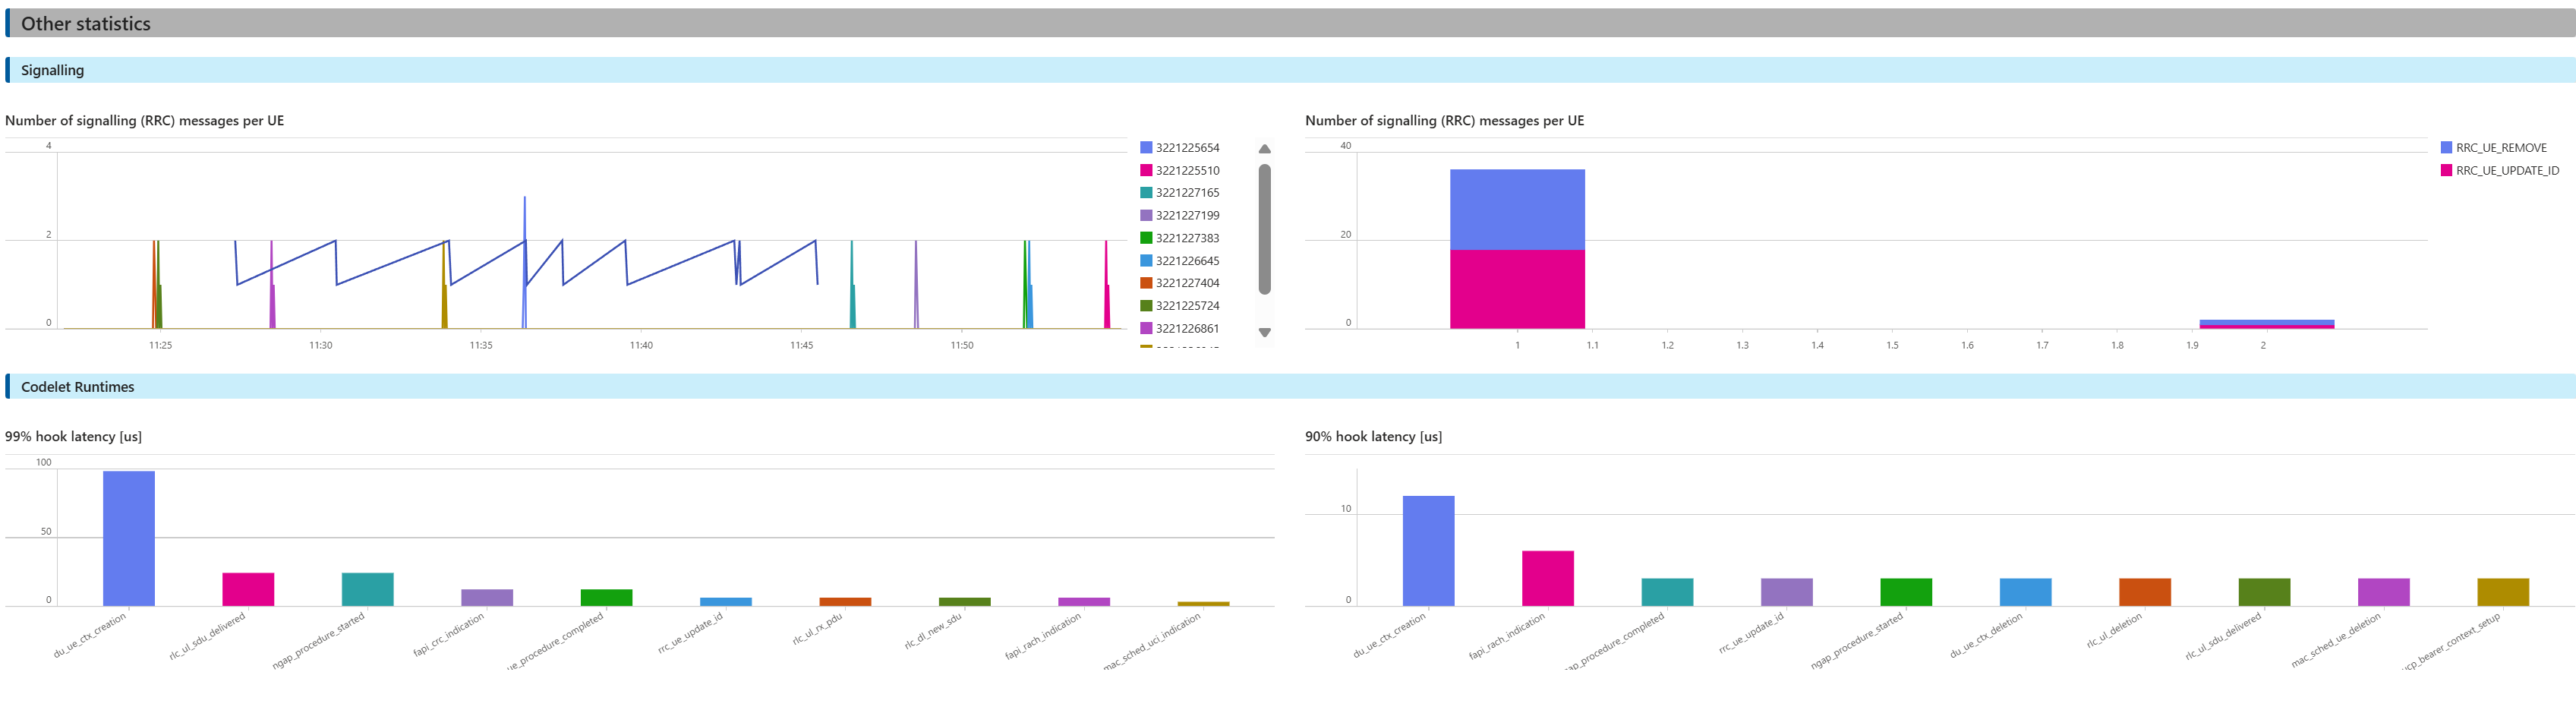 Other statistics
Signalling
Number of signalling (RRC) messages per UE
4
2
0
11:25 11:30 11:35 11:40 11:45 11:50
3221225654
3221225510
3221227165
3221227199
3221227383
3221226645
3221227404
3221225724
3221226861
Number of signalling (RRC) messages per UE
40
20
0
1 1.1 1.2 1.3 1.4 1.5 1.6 1.7 1.8 1.9 2
RRC_UE_REMOVE
RRC_UE_UPDATE_ID
Codelet Runtimes
99% hook latency [us]
100
50
0
du_ue_ctx_creation
rlc_ul_sdu_delivered
ngap_procedure_started
fapi_crc_indication
ue_procedure_completed
rrc_ue_update_id
rlc_ul_rx_pdu
rlc_dl_new_sdu
fapi_rach_indication
mac_sched_uci_indication
90% hook latency [us]
10
0
du_ue_ctx_creation
fapi_rach_indication
ap_procedure_completed
rrc_ue_update_id
ngap_procedure_started
du_ue_ctx_deletion
rlc_ul_deletion
rlc_ul_sdu_delivered
mac_sched_ue_deletion
cp_bearer_context_setup